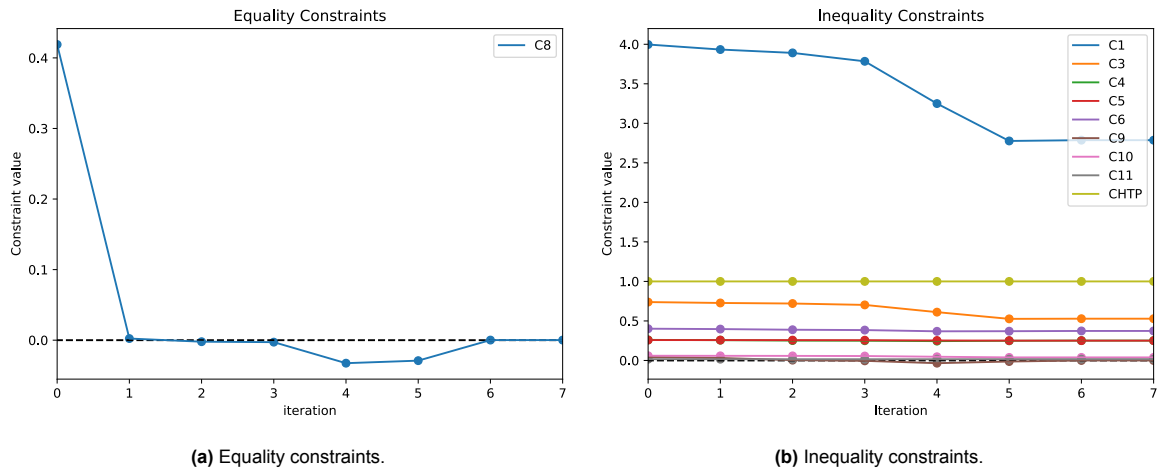 Equality Constraints
C8
Constraint value
0.4
0.3
0.2
0.1
0.0
0 1 2 3 4 5 6 7
iteration
(a) Equality constraints.
Inequality Constraints
C1
C3
C4
C5
C6
C9
C10
C11
CHTP
Constraint value
4.0
3.5
3.0
2.5
2.0
1.5
1.0
0.5
0.0
0 1 2 3 4 5 6 7
Iteration
(b) Inequality constraints.